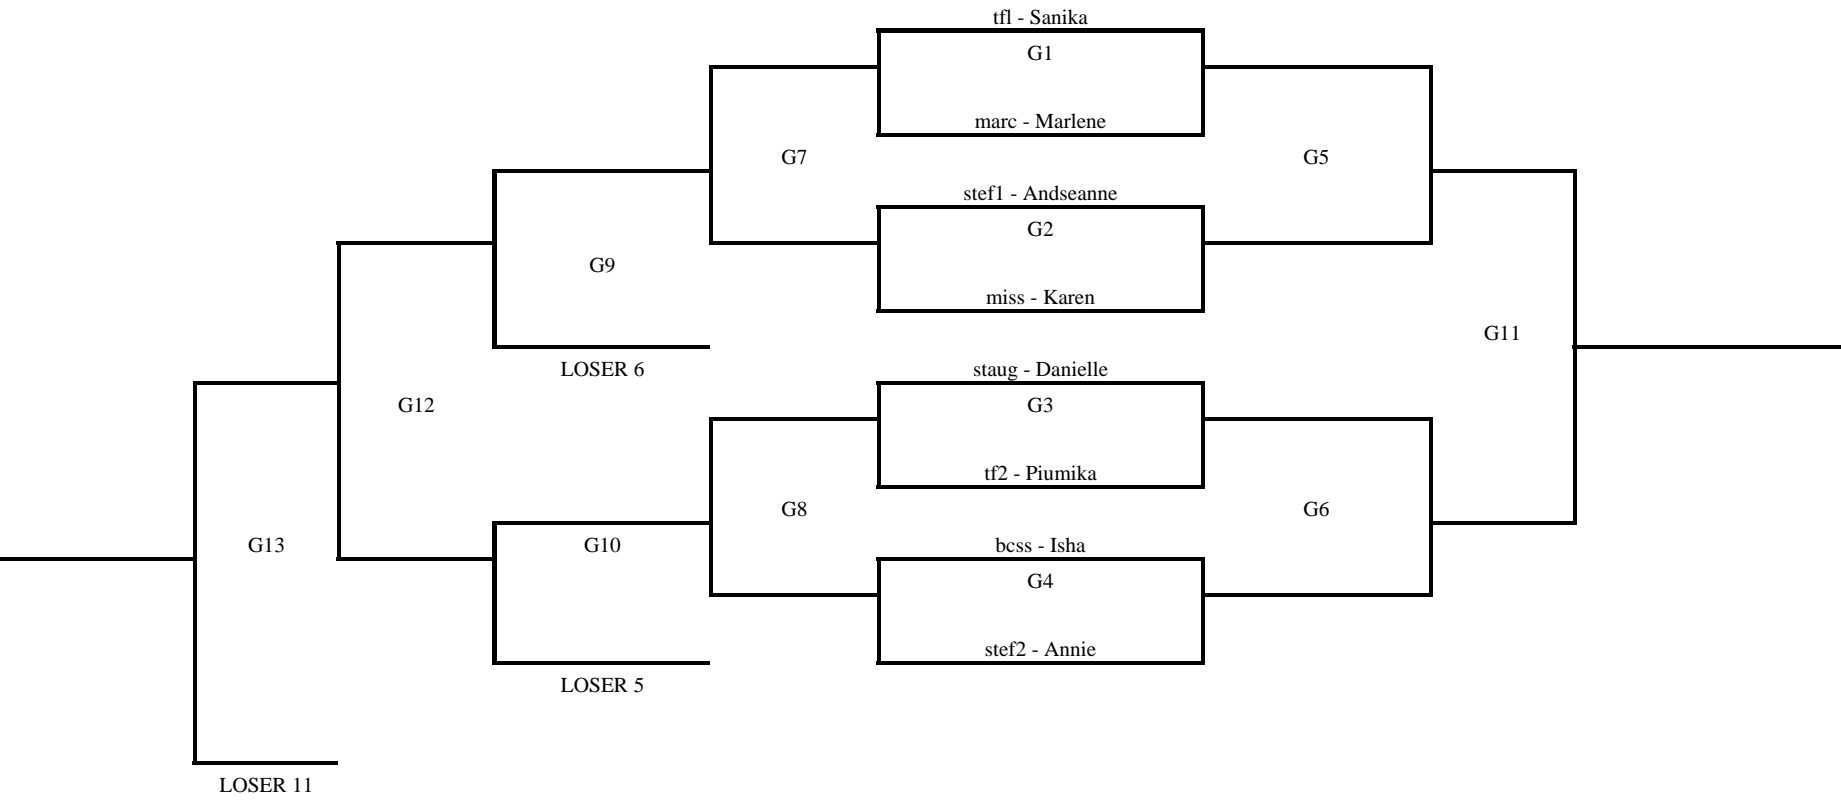 tfl - Sanika
G1
marc - Marlene
G7
G5
stef1 - Andseanne
G2
G9
miss - Karen
G11
LOSER 6
staug - Danielle
G12
G3
tf2 - Piumika
G8
G6
G13
G10
bcss - Isha
G4
stef2 - Annie
LOSER 5
LOSER 11